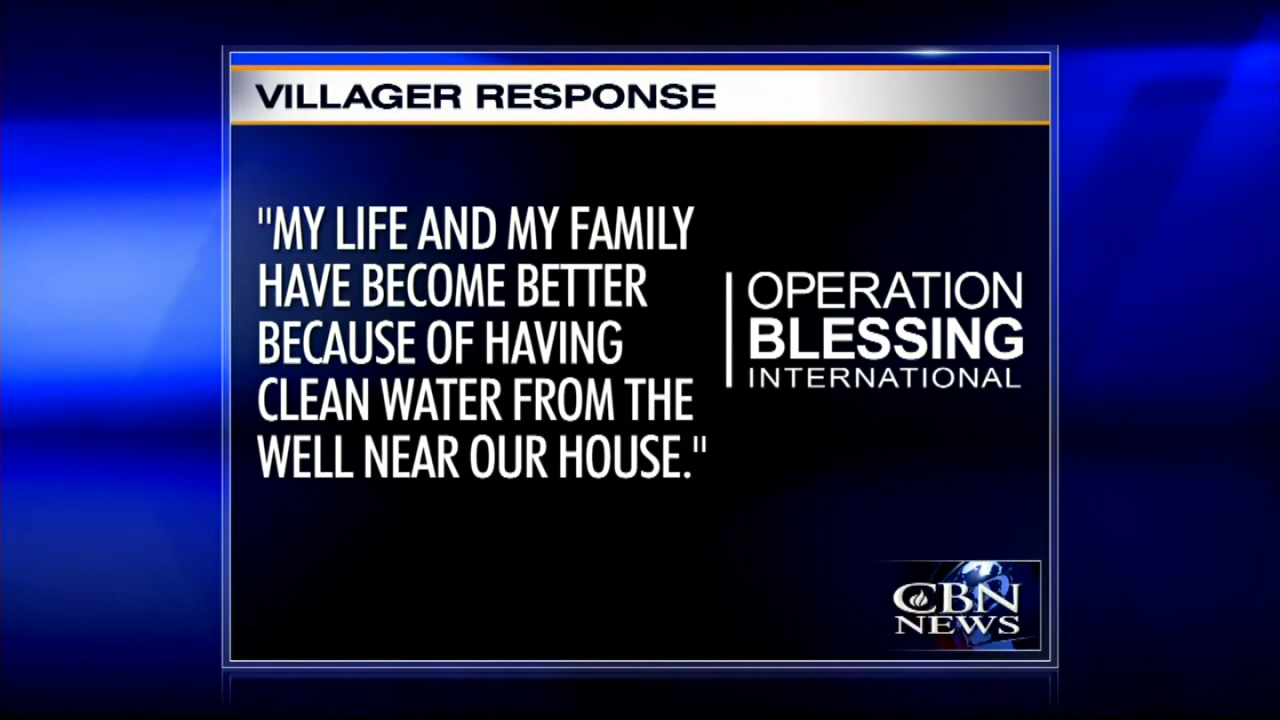 VILLAGER RESPONSE
"MY LIFE AND MY FAMILY
HAVE BECOME BETTER
BECAUSE OF HAVING
CLEAN WATER FROM THE
WELL NEAR OUR HOUSE."
OPERATION
BLESSING
INTERNATIONAL
CBN
NEWS